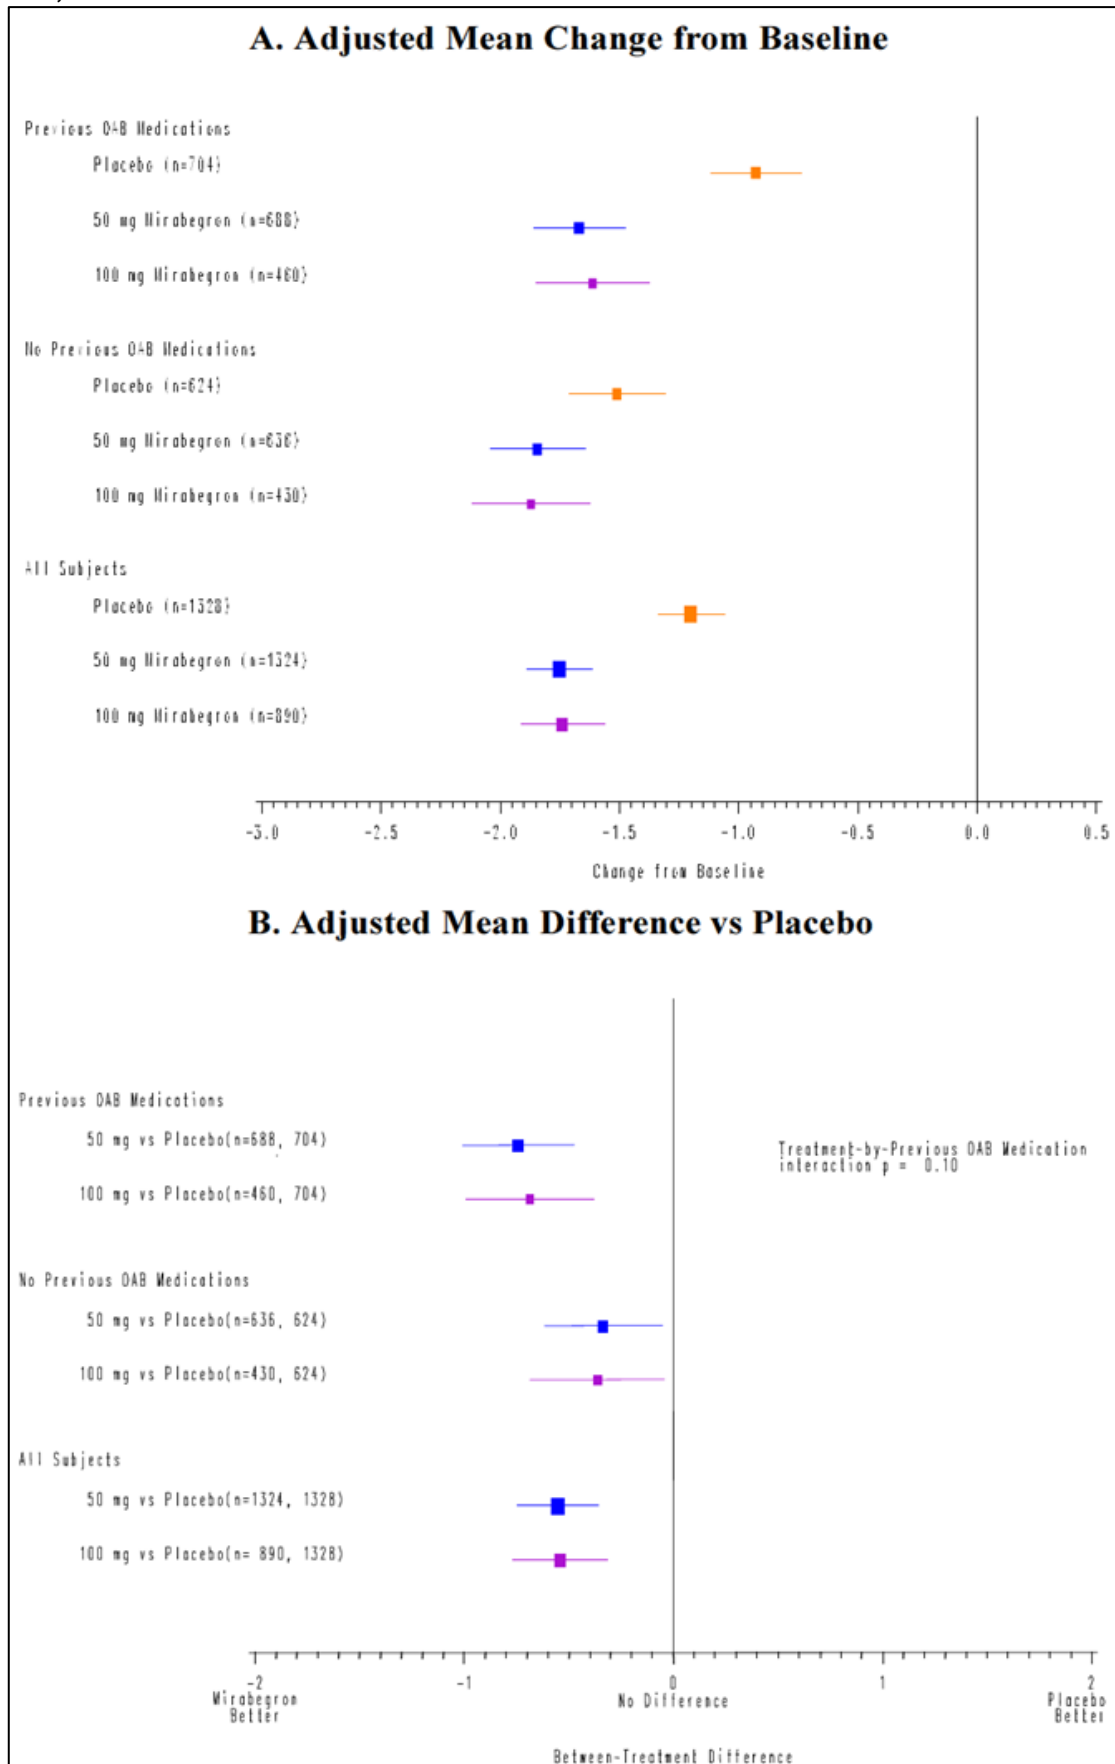 A. Adjusted Mean Change from Baseline
Previous OAB Medications
Placebo (n=704)
50 mg Mirabegron (n=688)
100 mg Mirabegron (n=460)
No Previous OAB Medications
Placebo (n=624)
50 mg Mirabegron (n=636)
100 mg Mirabegron (n=430)
All Subjects
Placebo (n=1328)
50 mg Mirabegron (n=1324)
100 mg Mirabegron (n=890)
-3.0 -2.5 -2.0 -1.5 -1.0 -0.5 0.0 0.5
Change from Baseline
B. Adjusted Mean Difference vs Placebo
Previous OAB Medications
50 mg vs Placebo(n=688, 704)
Treatment-by-Previous OAB Medication
interaction p = 0.10
100 mg vs Placebo(n=460, 704)
No Previous OAB Medications
50 mg vs Placebo(n=636, 624)
100 mg vs Placebo(n=430, 624)
All Subjects
50 mg vs Placebo(n=1324, 1328)
100 mg vs Placebo(n= 890, 1328)
-2 -1 0 1 2
Mirabegron Better
No Difference
Placebo Better
Between-Treatment Difference